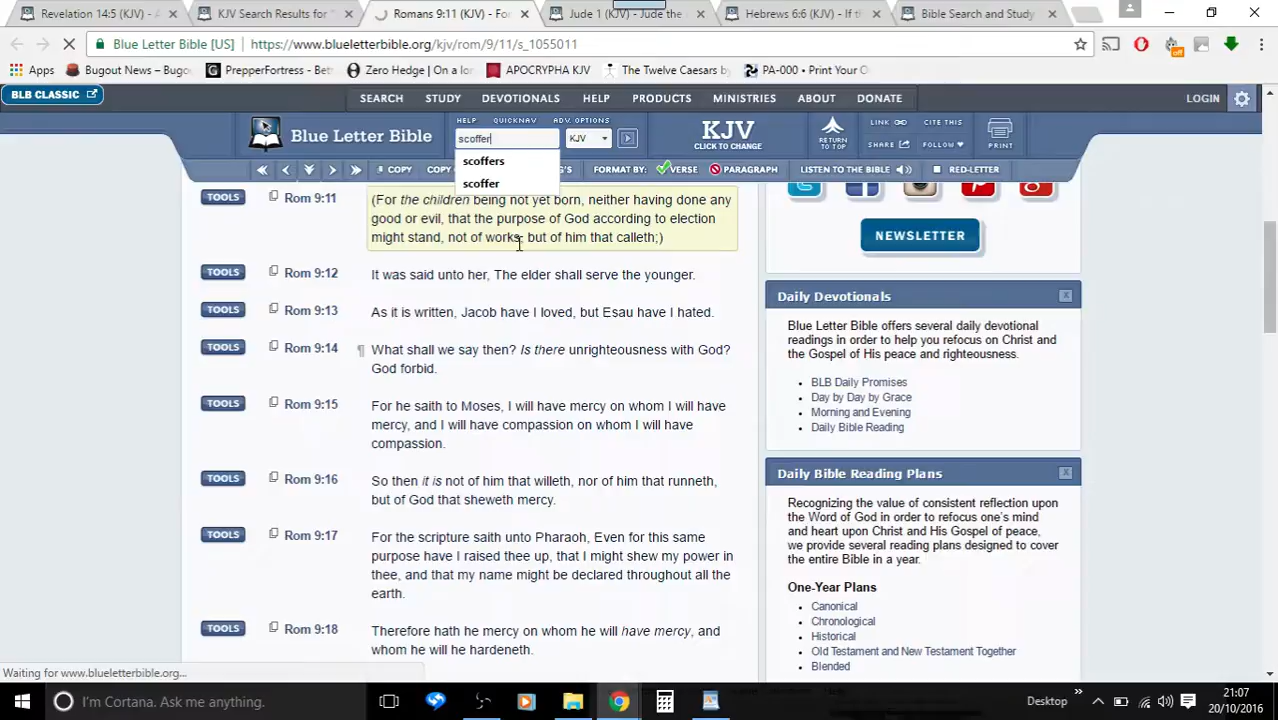 Revelation 14:5 (KJV) - A
KJV Search Results for "
Romans 9:11 (KJV) - For
Jude 1 (KJV) - Jude the
Hebrews 6:6 (KJV) - If th
Bible Search and Study
Blue Letter Bible [US]
https://www.blueletterbible.org/kjv/rom/9/11/s_1055011
off
Apps
Bugout News – Bugo
PrepperFortress - Bet
Zero Hedge | On a lon
APOCRYPHA KJV
The Twelve Caesars by
PA-000 • Print Your O
BLB CLASSIC
SEARCH STUDY DEVOTIONALS HELP PRODUCTS MINISTRIES ABOUT DONATE
LOGIN
HELP QUICKNAV ADV. OPTIONS
Blue Letter Bible
scoffer
KJV
KJV
CLICK TO CHANGE
RETURN
TO TOP
LINK
CITE THIS
SHARE
FOLLOW
PRINT
scoffers
scoffer
COPY
FORMAT BY: VERSE PARAGRAPH
LISTEN TO THE BIBLE
RED-LETTER
TOOLS Rom 9:11 (For the children being not yet born, neither having done any
good or evil, that the purpose of God according to election
might stand, not of works, but of him that calleth;)
TOOLS Rom 9:12 It was said unto her, The elder shall serve the younger.
TOOLS Rom 9:13 As it is written, Jacob have I loved, but Esau have I hated.
TOOLS Rom 9:14 ¶ What shall we say then? Is there unrighteousness with God?
God forbid.
TOOLS Rom 9:15 For he saith to Moses, I will have mercy on whom I will have
mercy, and I will have compassion on whom I will have
compassion.
TOOLS Rom 9:16 So then it is not of him that willeth, nor of him that runneth,
but of God that sheweth mercy.
TOOLS Rom 9:17 For the scripture saith unto Pharaoh, Even for this same
purpose have I raised thee up, that I might shew my power in
thee, and that my name might be declared throughout all the
earth.
TOOLS Rom 9:18 Therefore hath he mercy on whom he will have mercy, and
whom he will he hardeneth.
NEWSLETTER
Daily Devotionals
Blue Letter Bible offers several daily devotional
readings in order to help you refocus on Christ and
the Gospel of His peace and righteousness.
BLB Daily Promises
Day by Day by Grace
Morning and Evening
Daily Bible Reading
Daily Bible Reading Plans
Recognizing the value of consistent reflection upon
the Word of God in order to refocus one's mind
and heart upon Christ and His Gospel of peace,
we provide several reading plans designed to cover
the entire Bible in a year.
One-Year Plans
Canonical
Chronological
Historical
Old Testament and New Testament Together
Blended
Waiting for www.blueletterbible.org...
I'm Cortana. Ask me anything.
Desktop
21:07
20/10/2016